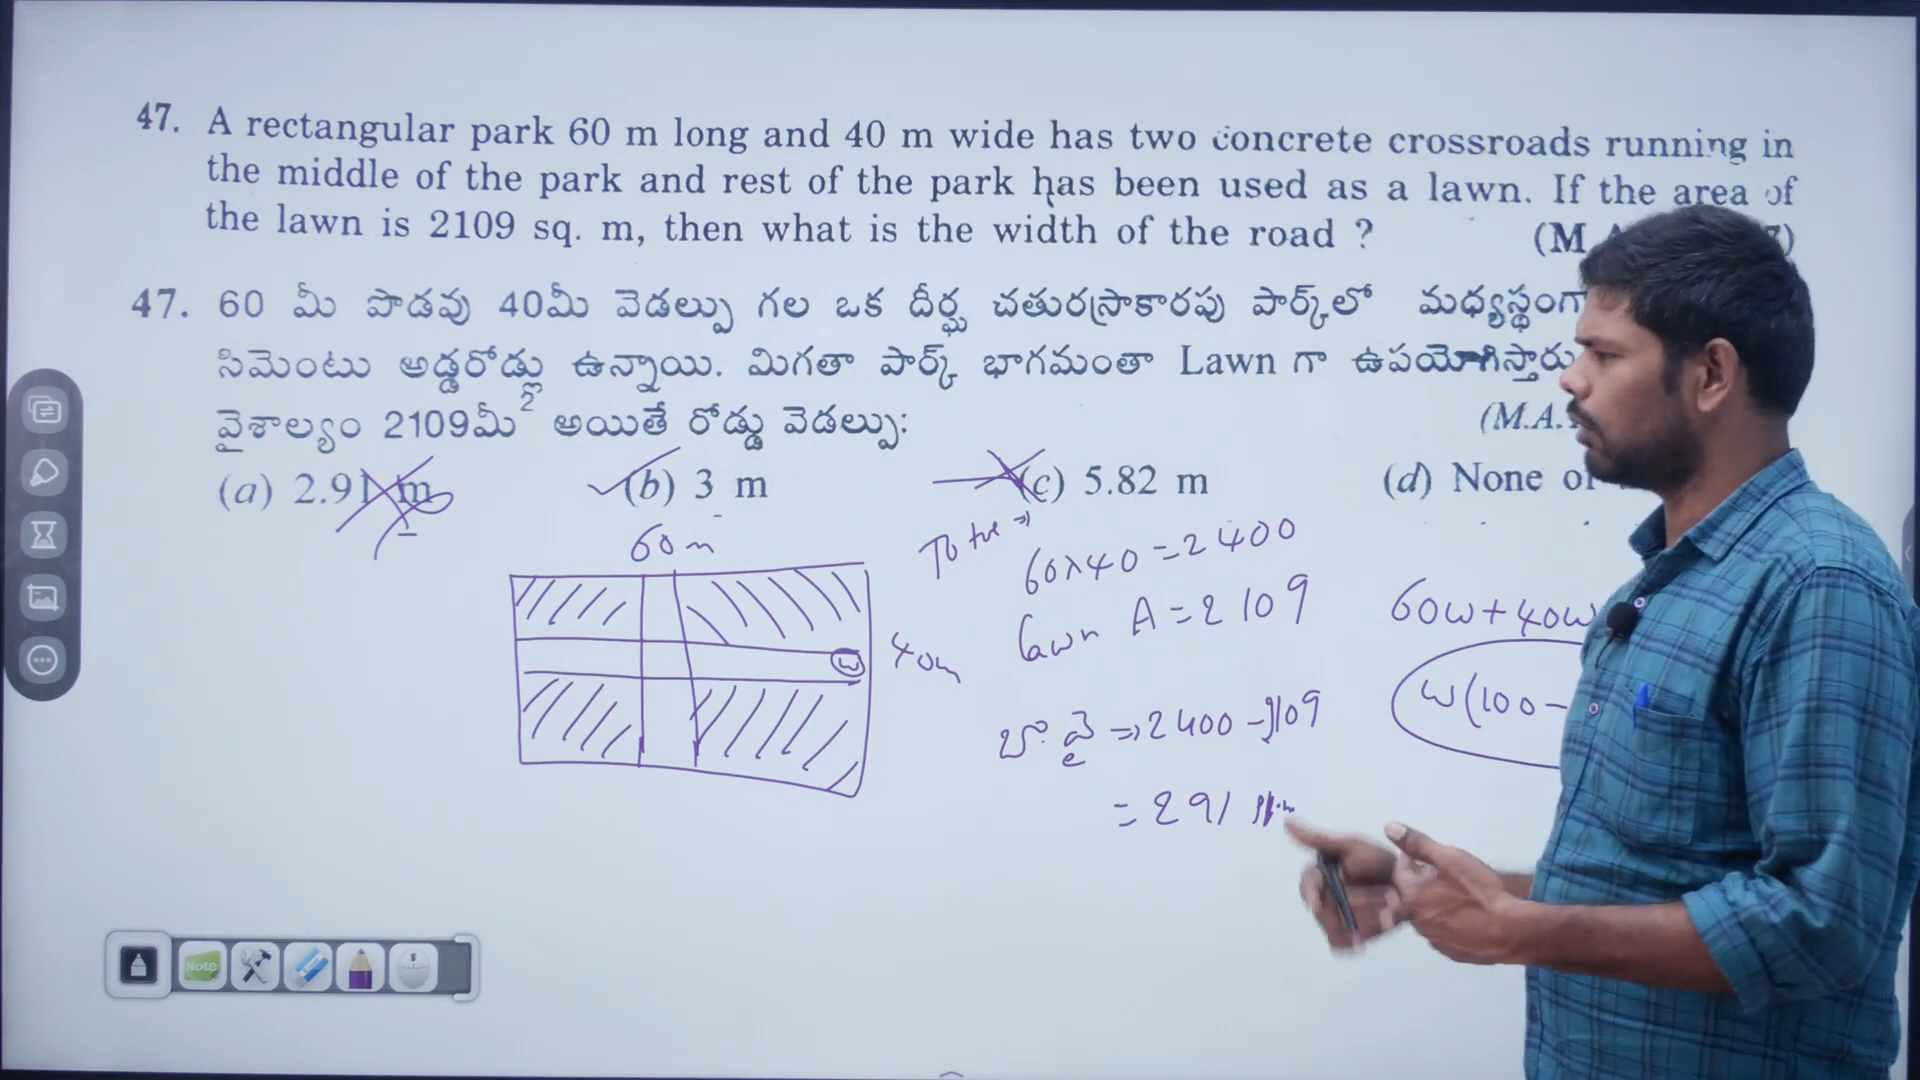 47. A rectangular park 60 m long and 40 m wide has two concrete crossroads running in
the middle of the park and rest of the park has been used as a lawn. If the area of
the lawn is 2109 sq. m, then what is the width of the road ?
(M.
47. 60 మీ పొడవు 40మీ వెడల్పు గల ఒక దీర్ఘ చతురస్రాకారపు పార్క్‌లో మధ్యస్థంగా
సిమెంటు అడ్డరోడ్లు ఉన్నాయి. మిగతా పార్క్ భాగమంతా Lawn గా ఉపయోగిస్తారు
వైశాల్యం 2109మీ² అయితే రోడ్డు వెడల్పు:
(M.A.
(a) 2.91 m (b) 3 m (c) 5.82 m (d) None of
60 m
40m
w
Total ⇒ 60×40 = 2400
Lawn A = 2109
బా. వై ⇒ 2400 - 2109
= 291
60w + 40w
w(100 -
Note